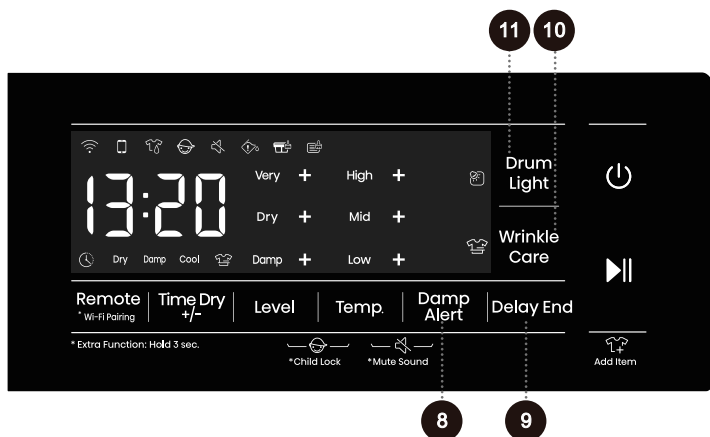 11 10
Very + High +
Drum
Light
13:20
Dry + Mid +
Wrinkle
Care
Dry Damp Cool Damp + Low +
Remote
* Wi-Fi Pairing
Time Dry
+/-
Level
Temp.
Damp
Alert
Delay End
* Extra Function: Hold 3 sec.
*Child Lock
*Mute Sound
Add Item
8 9